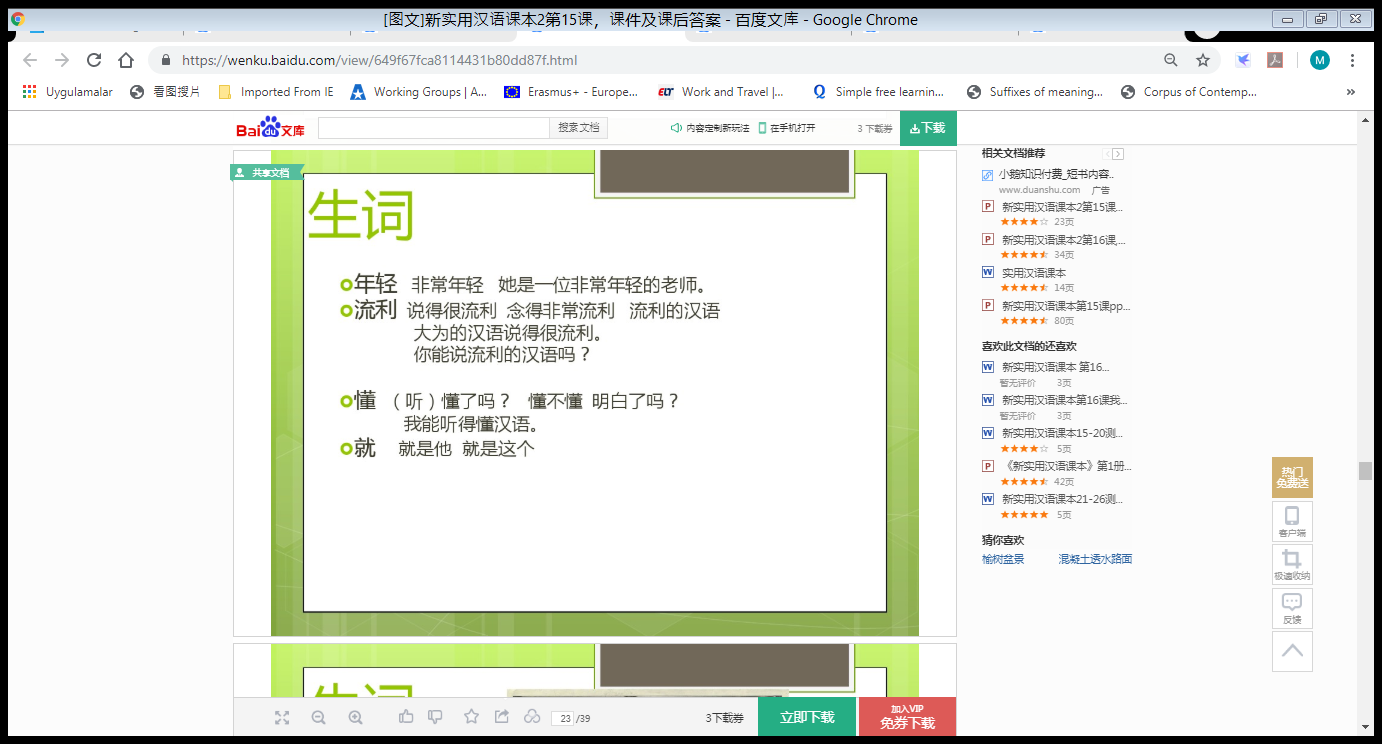 [图文]新实用汉语课本2第15课，课件及课后答案 - 百度文库 - Google Chrome
https://wenku.baidu.com/view/649f67fca8114431b80dd87f.html
M
Uygulamalar 看图搜片 Imported From IE Working Groups | A... Erasmus+ - Europe... ELT Work and Travel |... Q Simple free learnin... Suffixes of meaning... Corpus of Contemp... »
Bai du 文库 搜索文档 内容定制新玩法 在手机打开 3下载券 下载
共享文档
生词
年轻 非常年轻 她是一位非常年轻的老师。
流利 说得很流利 念得非常流利 流利的汉语
大为的汉语说得很流利。
你能说流利的汉语吗？
懂 （听）懂了吗？ 懂不懂 明白了吗？
我能听得懂汉语。
就 就是他 就是这个
生词
相关文档推荐
小鹅知识付费_短书内容..
www.duanshu.com 广告
P 新实用汉语课本2第15课...
23页
P 新实用汉语课本2第16课,...
34页
W 实用汉语课本
14页
P 新实用汉语课本第15课pp...
80页
喜欢此文档的还喜欢
W 新实用汉语课本 第16...
暂无评价 3页
W 新实用汉语课本第16课我...
暂无评价 3页
W 新实用汉语课本15-20测...
5页
P 《新实用汉语课本》第1册...
42页
W 新实用汉语课本21-26测...
5页
猜你喜欢
榆树盆景 混凝土透水路面
热门
免费送
客户端
极速收纳
反馈
23 /39 3下载券 立即下载
加入VIP
免券下载